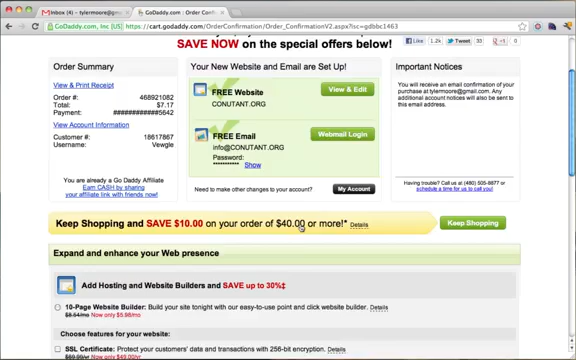 Inbox (4) - tylermoore@gma
GoDaddy.com - Order Conf
GoDaddy.com, Inc [US]
https://cart.godaddy.com/OrderConfirmation/Order_ConfirmationV2.aspx?isc=gdbbc1463
SAVE NOW on the special offers below!
Like 1.2k Tweet 33 +1 0
Order Summary
View & Print Receipt
Order #: 468921082
Total: $7.17
Payment: ############5642
View Account Information
Customer #: 18617867
Username: Vewgle
You are already a Go Daddy Affiliate
Earn CASH by sharing
your affiliate link with friends now!
Your New Website and Email are Set Up!
FREE Website
CONUTANT.ORG
View & Edit
FREE Email
info@CONUTANT.ORG
Password:
*********** Show
Webmail Login
Need to make other changes to your account?
My Account
Important Notices
You will receive an email confirmation of your
purchase at tylermoore@gmail.com. Any
additional account notices will also be sent to
this email address.
Having trouble? Call us at (480) 505-8877 or
schedule a time for us to call you!
Keep Shopping and SAVE $10.00 on your order of $40.00 or more!* Details
Keep Shopping
Expand and enhance your Web presence
Add Hosting and Website Builders and SAVE up to 30%‡
10-Page Website Builder: Build your site tonight with our easy-to-use point and click website builder. Details
Now only $5.98/mo
Choose features for your website:
SSL Certificate: Protect your customers' data and transactions with 256-bit encryption. Details